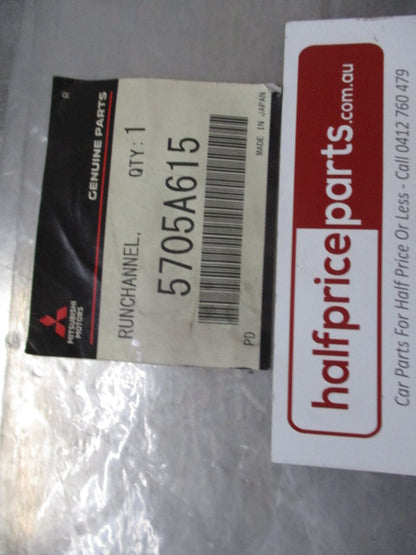 R
GENUINE PARTS
MITSUBISHI
MOTORS
RUNCHANNEL, QTY:1
5705A615
PD MADE IN JAPAN
halfpriceparts.com.au
Car Parts For Half Price Or Less - Call 0412 760 479